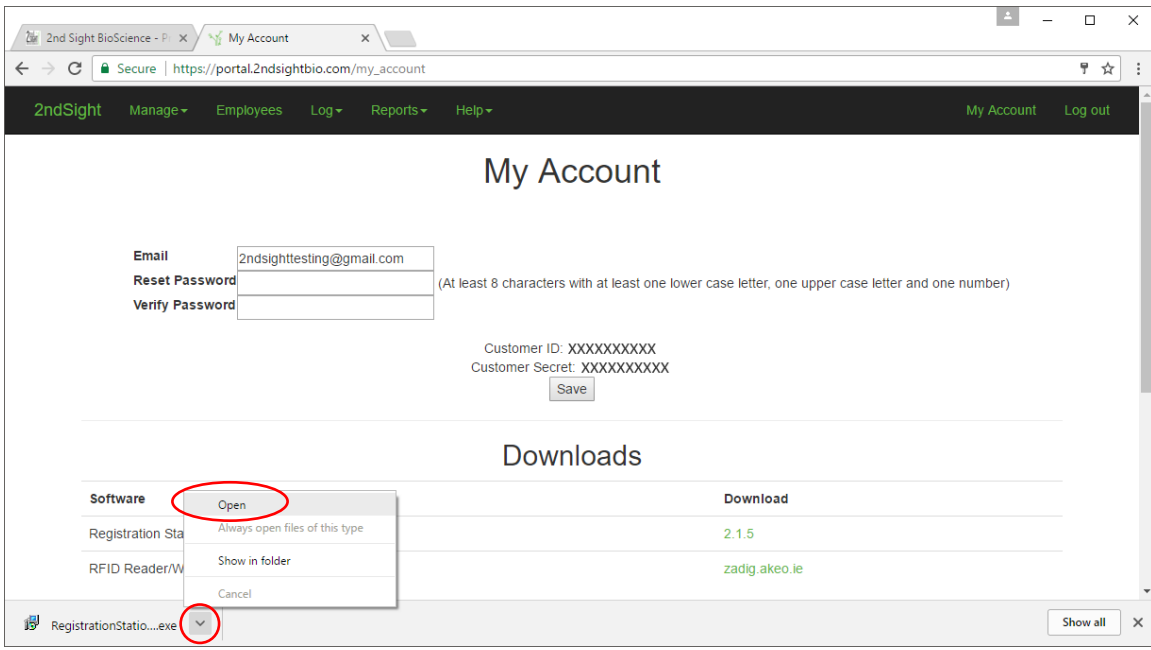 2nd Sight BioScience - P
My Account
Secure | https://portal.2ndsightbio.com/my_account
2ndSight Manage Employees Log Reports Help My Account Log out
My Account
Email 2ndsighttesting@gmail.com
Reset Password (At least 8 characters with at least one lower case letter, one upper case letter and one number)
Verify Password
Customer ID: XXXXXXXXXX
Customer Secret: XXXXXXXXXX
Save
Downloads
Software Download
Registration Sta 2.1.5
RFID Reader/W zadig.akeo.ie
Open
Always open files of this type
Show in folder
Cancel
RegistrationStatio....exe Show all